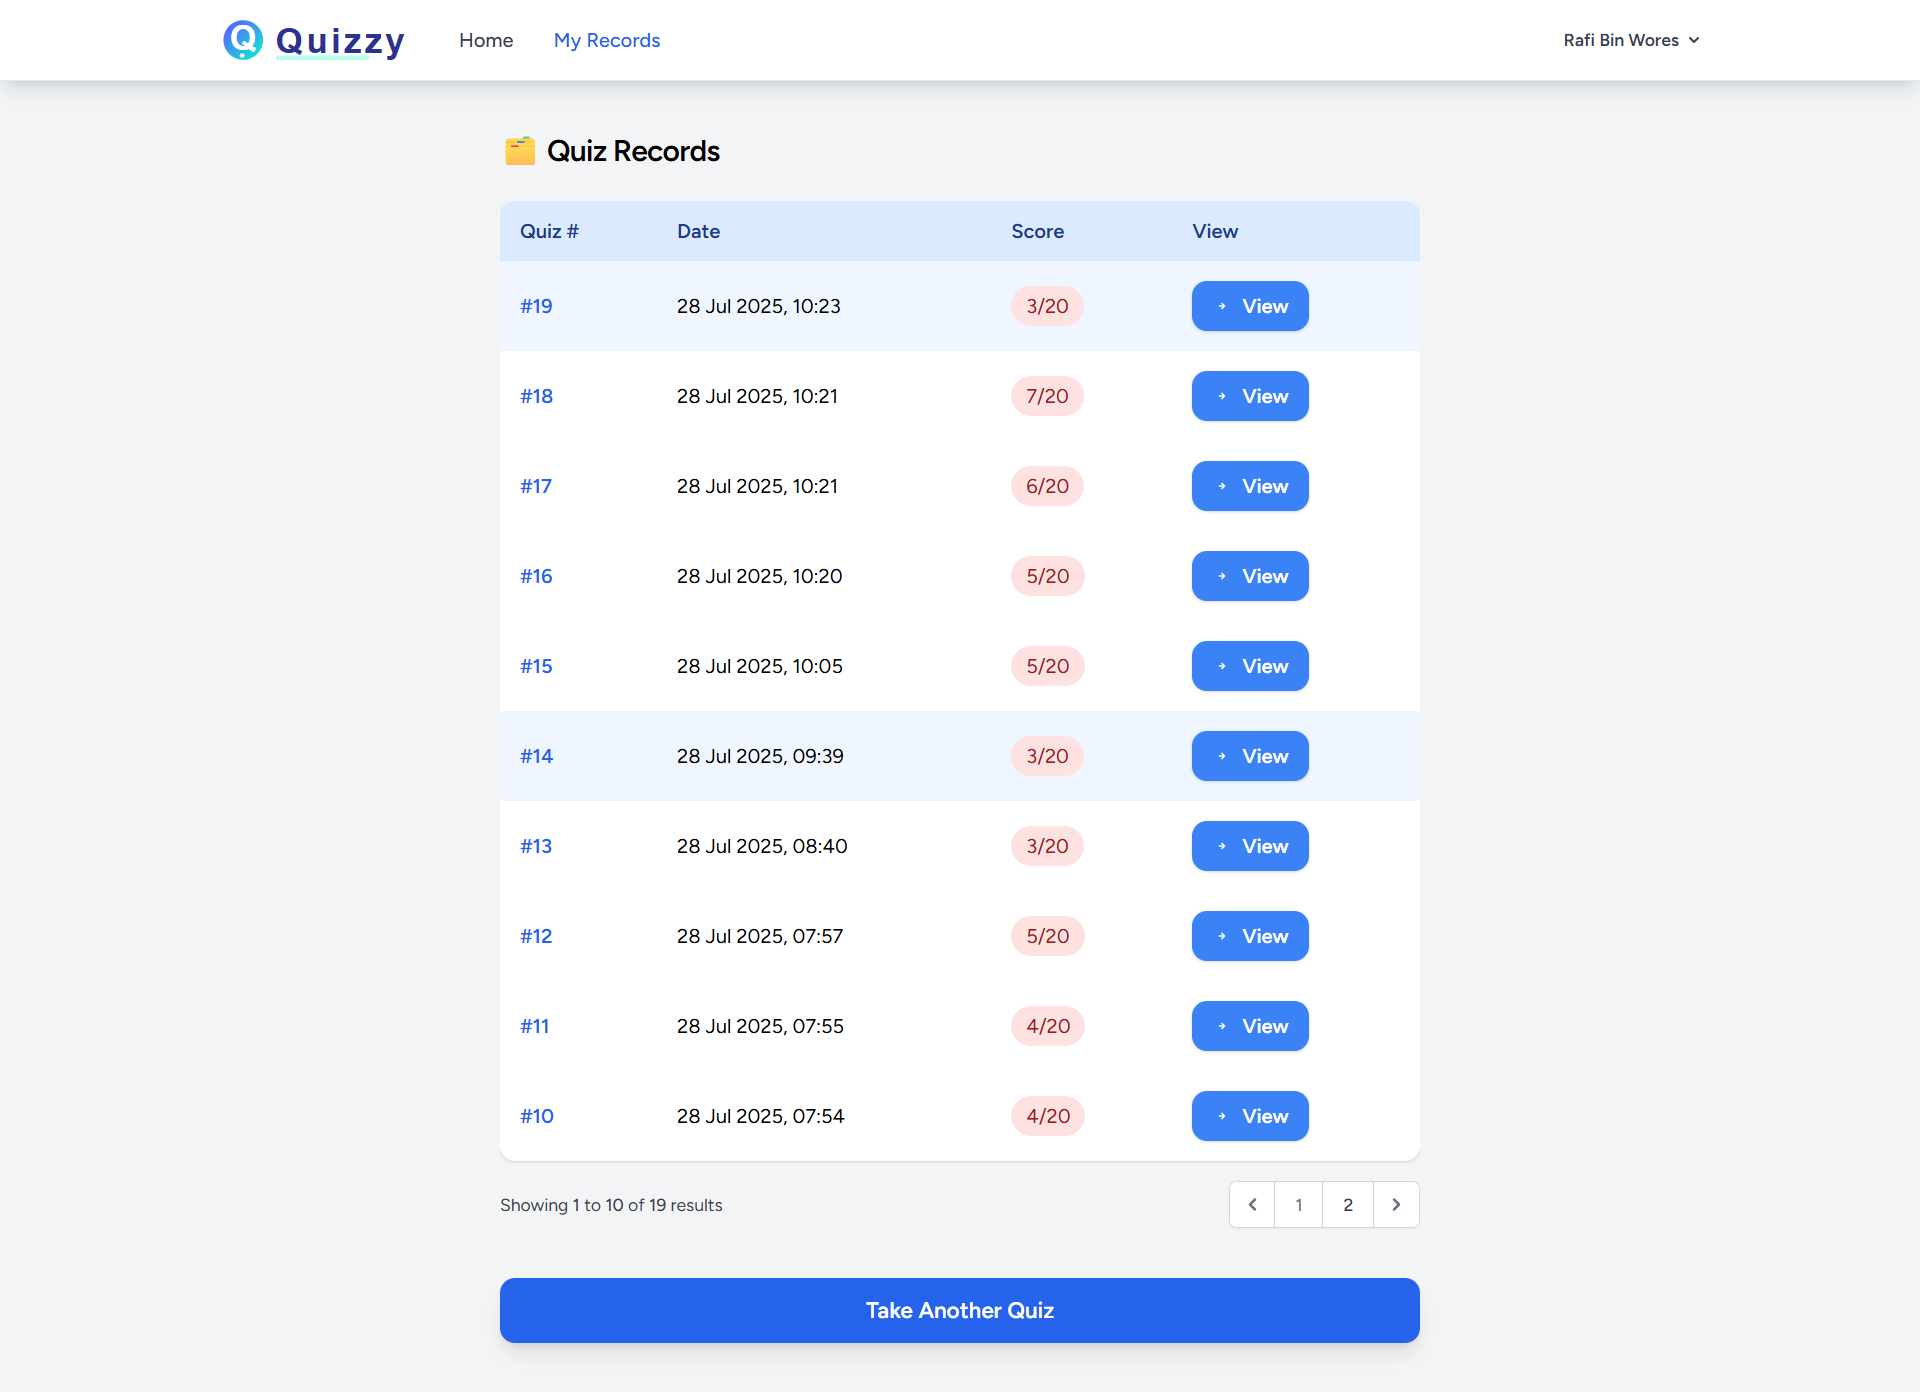 Quizzy Home My Records Rafi Bin Wores
Quiz Records
Quiz # Date Score View
#19 28 Jul 2025, 10:23 3/20 View
#18 28 Jul 2025, 10:21 7/20 View
#17 28 Jul 2025, 10:21 6/20 View
#16 28 Jul 2025, 10:20 5/20 View
#15 28 Jul 2025, 10:05 5/20 View
#14 28 Jul 2025, 09:39 3/20 View
#13 28 Jul 2025, 08:40 3/20 View
#12 28 Jul 2025, 07:57 5/20 View
#11 28 Jul 2025, 07:55 4/20 View
#10 28 Jul 2025, 07:54 4/20 View
Showing 1 to 10 of 19 results 1 2
Take Another Quiz